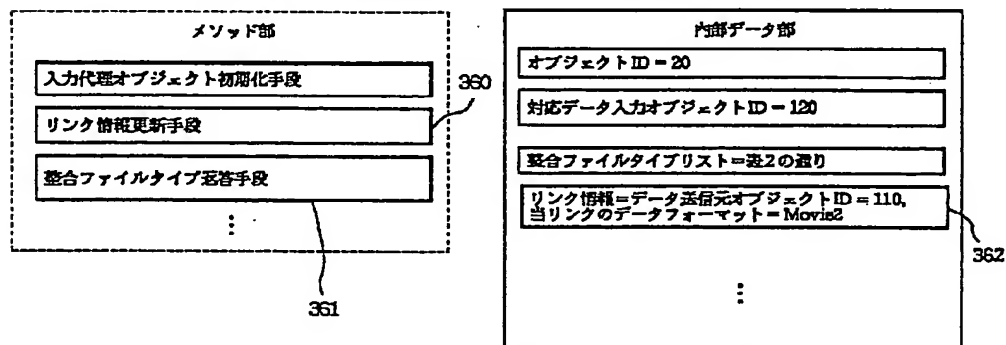 メソッド部
入力代理オブジェクト初期化手段
リンク情報更新手段
整合ファイルタイプ返答手段
360
361
内部データ部
オブジェクトID=20
対応データ入力オブジェクトID=120
整合ファイルタイプリスト=表2の通り
リンク情報=データ送信元オブジェクトID=110,
当リンクのデータフォーマット=Movie2
362